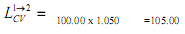 L_{CV}^{1→2} = 100.00 x 1.050 =105.00